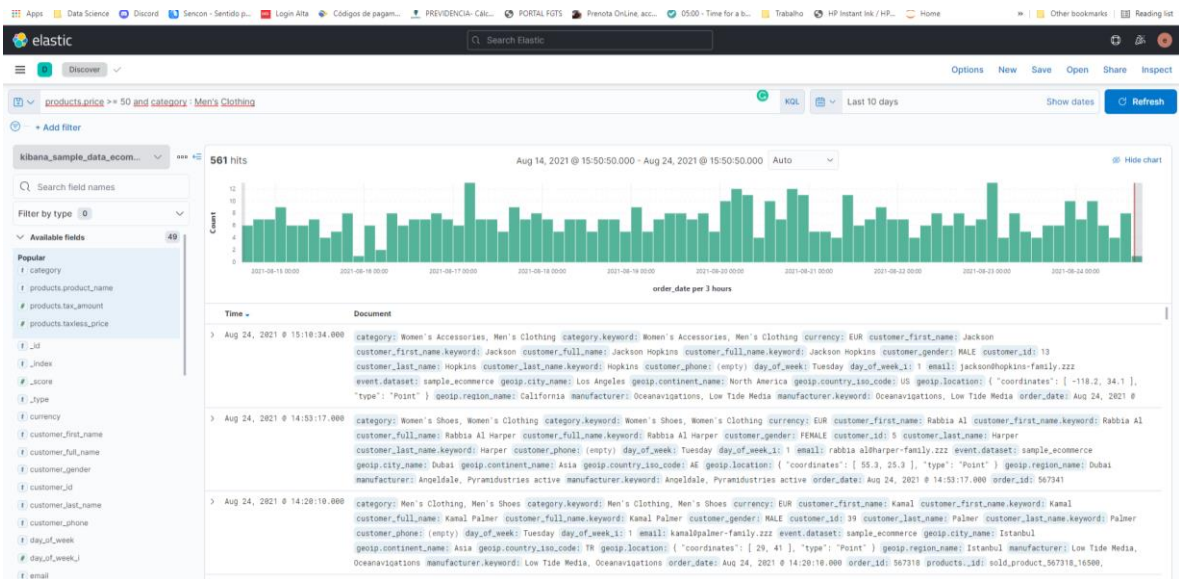 Apps Data Science Discord Sencon - Sentido p... Login Alta Códigos de pagam... PREVIDENCIA- Cálc... PORTAL FGTS Prenota OnLine, acc... 05:00 - Time for a b... Trabalho HP Instant Ink / HP... Home » Other bookmarks Reading list
elastic Search Elastic e
D Discover Options New Save Open Share Inspect
products.price >= 50 and category : Men's Clothing KQL Last 10 days Show dates Refresh
+ Add filter
kibana_sample_data_ecom... 561 hits Aug 14, 2021 @ 15:50:50.000 - Aug 24, 2021 @ 15:50:50.000 Auto Hide chart
Search field names
Filter by type 0
Available fields 49
Popular
t category
t products.product_name
# products.tax_amount
# products.taxless_price
t _id
t _index
# _score
t _type
t currency
t customer_first_name
t customer_full_name
t customer_gender
t customer_id
t customer_last_name
t customer_phone
t day_of_week
# day_of_week_i
t email
Count
12
10
8
6
4
2
0
2021-08-15 00:00 2021-08-16 00:00 2021-08-17 00:00 2021-08-18 00:00 2021-08-19 00:00 2021-08-20 00:00 2021-08-21 00:00 2021-08-22 00:00 2021-08-23 00:00 2021-08-24 00:00
order_date per 3 hours
Time Document
Aug 24, 2021 @ 15:10:34.000 category: Women's Accessories, Men's Clothing category.keyword: Women's Accessories, Men's Clothing currency: EUR customer_first_name: Jackson
customer_first_name.keyword: Jackson customer_full_name: Jackson Hopkins customer_full_name.keyword: Jackson Hopkins customer_gender: MALE customer_id: 13
customer_last_name: Hopkins customer_last_name.keyword: Hopkins customer_phone: (empty) day_of_week: Tuesday day_of_week_i: 1 email: jackson@hopkins-family.zzz
event.dataset: sample_ecommerce geoip.city_name: Los Angeles geoip.continent_name: North America geoip.country_iso_code: US geoip.location: { "coordinates": [ -118.2, 34.1 ],
"type": "Point" } geoip.region_name: California manufacturer: Oceanavigations, Low Tide Media manufacturer.keyword: Oceanavigations, Low Tide Media order_date: Aug 24, 2021 @
Aug 24, 2021 @ 14:53:17.000 category: Women's Shoes, Women's Clothing category.keyword: Women's Shoes, Women's Clothing currency: EUR customer_first_name: Rabbia Al customer_first_name.keyword: Rabbia Al
customer_full_name: Rabbia Al Harper customer_full_name.keyword: Rabbia Al Harper customer_gender: FEMALE customer_id: 5 customer_last_name: Harper
customer_last_name.keyword: Harper customer_phone: (empty) day_of_week: Tuesday day_of_week_i: 1 email: rabbia al@harper-family.zzz event.dataset: sample_ecommerce
geoip.city_name: Dubai geoip.continent_name: Asia geoip.country_iso_code: AE geoip.location: { "coordinates": [ 55.3, 25.3 ], "type": "Point" } geoip.region_name: Dubai
manufacturer: Angeldale, Pyramidustries active manufacturer.keyword: Angeldale, Pyramidustries active order_date: Aug 24, 2021 @ 14:53:17.000 order_id: 567341
Aug 24, 2021 @ 14:20:10.000 category: Men's Clothing, Men's Shoes category.keyword: Men's Clothing, Men's Shoes currency: EUR customer_first_name: Kamal customer_first_name.keyword: Kamal
customer_full_name: Kamal Palmer customer_full_name.keyword: Kamal Palmer customer_gender: MALE customer_id: 39 customer_last_name: Palmer customer_last_name.keyword: Palmer
customer_phone: (empty) day_of_week: Tuesday day_of_week_i: 1 email: kamal@palmer-family.zzz event.dataset: sample_ecommerce geoip.city_name: Istanbul
geoip.continent_name: Asia geoip.country_iso_code: TR geoip.location: { "coordinates": [ 29, 41 ], "type": "Point" } geoip.region_name: Istanbul manufacturer: Low Tide Media,
Oceanavigations manufacturer.keyword: Low Tide Media, Oceanavigations order_date: Aug 24, 2021 @ 14:20:10.000 order_id: 567318 products._id: sold_product_567318_16500,